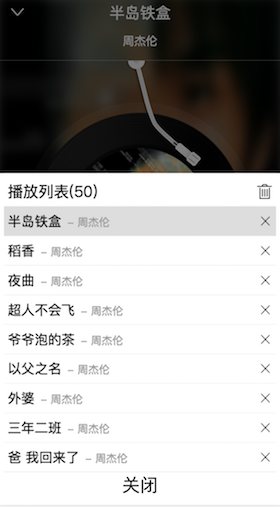 半岛铁盒
周杰伦
播放列表(50)
半岛铁盒 – 周杰伦
稻香 – 周杰伦
夜曲 – 周杰伦
超人不会飞 – 周杰伦
爷爷泡的茶 – 周杰伦
以父之名 – 周杰伦
外婆 – 周杰伦
三年二班 – 周杰伦
爸 我回来了 – 周杰伦
关闭